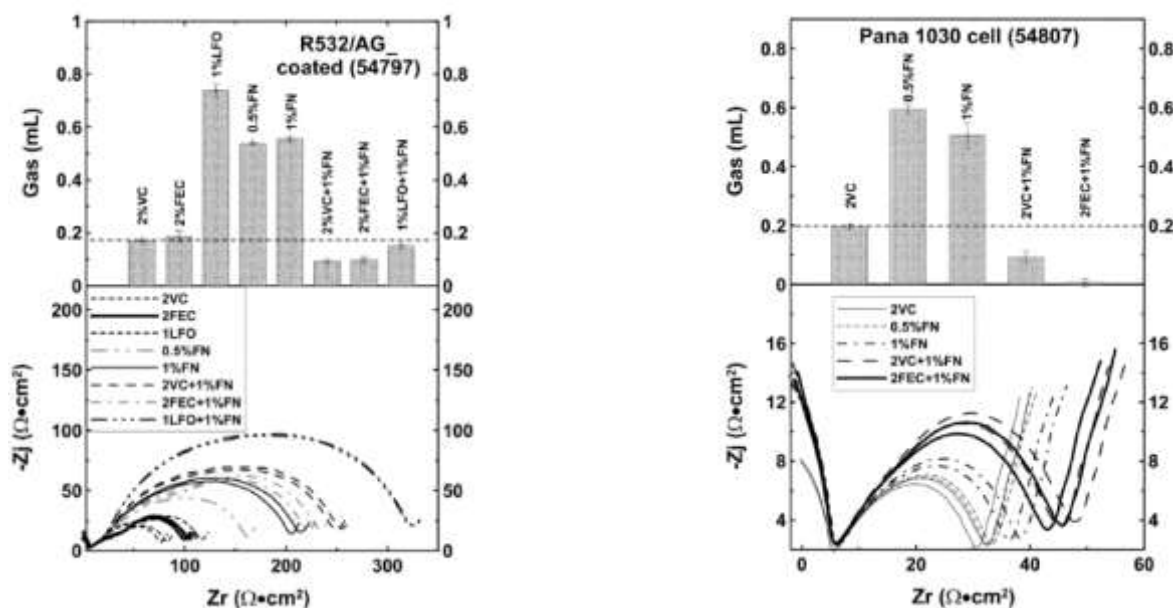 R532/AG_
coated (54797)
1
0.8
0.6
0.4
0.2
0
Gas (mL)
2%VC
2%FEC
1%LFO
0.5%FN
1%FN
2%VC+1%FN
2%FEC+1%FN
1%LFO+1%FN
1
0.8
0.6
0.4
0.2
0
200
150
100
50
0
-Zj (Ω•cm²)
2VC
2FEC
1LFO
0.5%FN
1%FN
2VC+1%FN
2FEC+1%FN
1LFO+1%FN
200
150
100
50
0
100
200
300
Zr (Ω•cm²)
Pana 1030 cell (54807)
0.8
0.6
0.4
0.2
0
Gas (mL)
2VC
0.5%FN
1%FN
2VC+1%FN
2FEC+1%FN
0.8
0.6
0.4
0.2
0
16
12
8
4
-Zj (Ω•cm²)
2VC
0.5%FN
1%FN
2VC+1%FN
2FEC+1%FN
16
12
8
4
0
20
40
60
Zr (Ω•cm²)